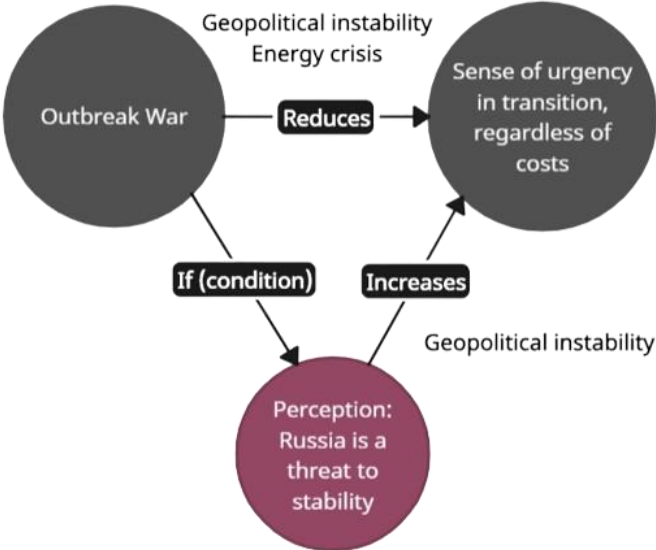 Geopolitical instability
Energy crisis
Outbreak War
Reduces
Sense of urgency
in transition,
regardless of
costs
If (condition)
Increases
Geopolitical instability
Perception:
Russia is a
threat to
stability